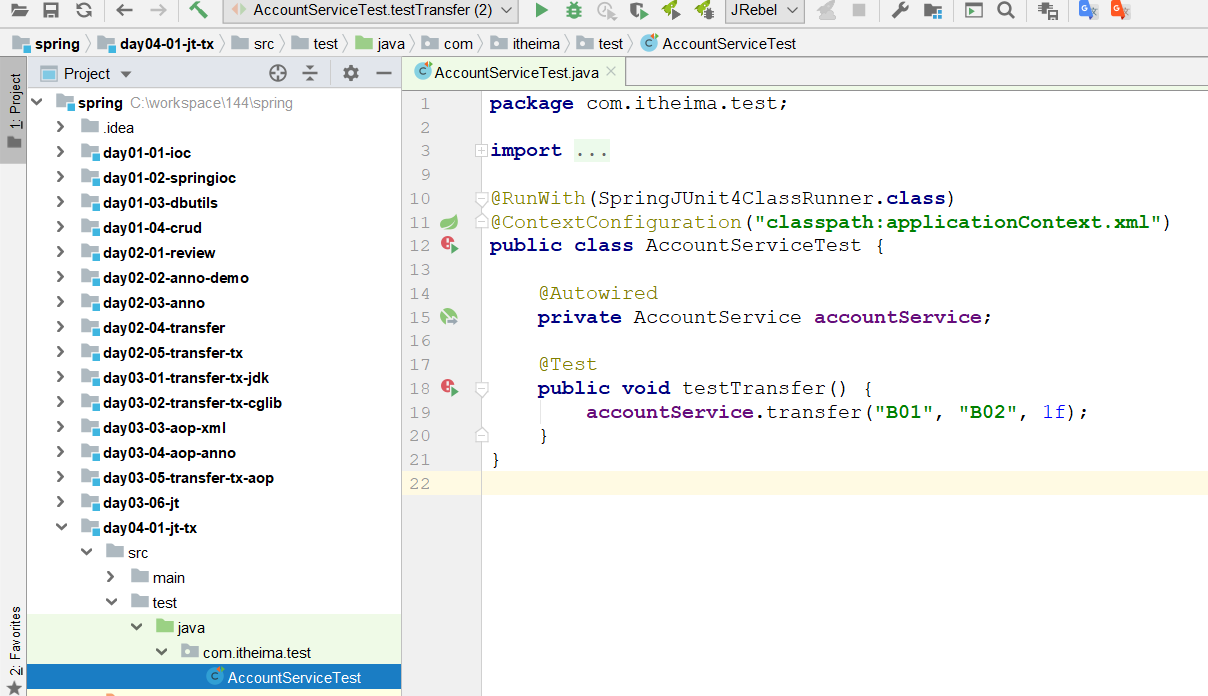 AccountServiceTest.testTransfer (2)
JRebel
spring
day04-01-jt-tx
src
test
java
com
itheima
test
AccountServiceTest
1: Project
2: Favorites
Project
spring C:\workspace\144\spring
.idea
day01-01-ioc
day01-02-springioc
day01-03-dbutils
day01-04-crud
day02-01-review
day02-02-anno-demo
day02-03-anno
day02-04-transfer
day02-05-transfer-tx
day03-01-transfer-tx-jdk
day03-02-transfer-tx-cglib
day03-03-aop-xml
day03-04-aop-anno
day03-05-transfer-tx-aop
day03-06-jt
day04-01-jt-tx
src
main
test
java
com.itheima.test
AccountServiceTest
AccountServiceTest.java
1 package com.itheima.test;
2
3 import ...
9
10 @RunWith(SpringJUnit4ClassRunner.class)
11 @ContextConfiguration("classpath:applicationContext.xml")
12 public class AccountServiceTest {
13
14 @Autowired
15 private AccountService accountService;
16
17 @Test
18 public void testTransfer() {
19 accountService.transfer("B01", "B02", 1f);
20 }
21 }
22